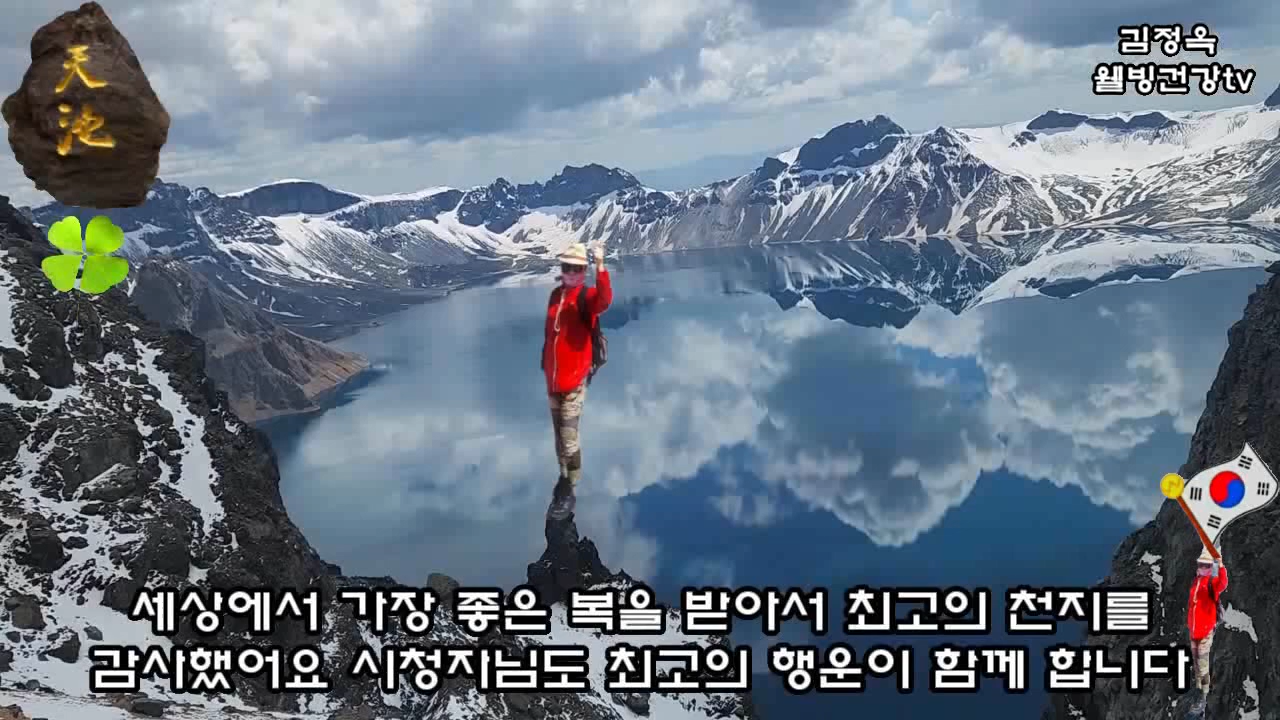 天
池
김정옥
웰빙건강tv
세상에서 가장 좋은 복을 받아서 최고의 천지를
감사했어요 시청자님도 최고의 행운이 함께 합니다